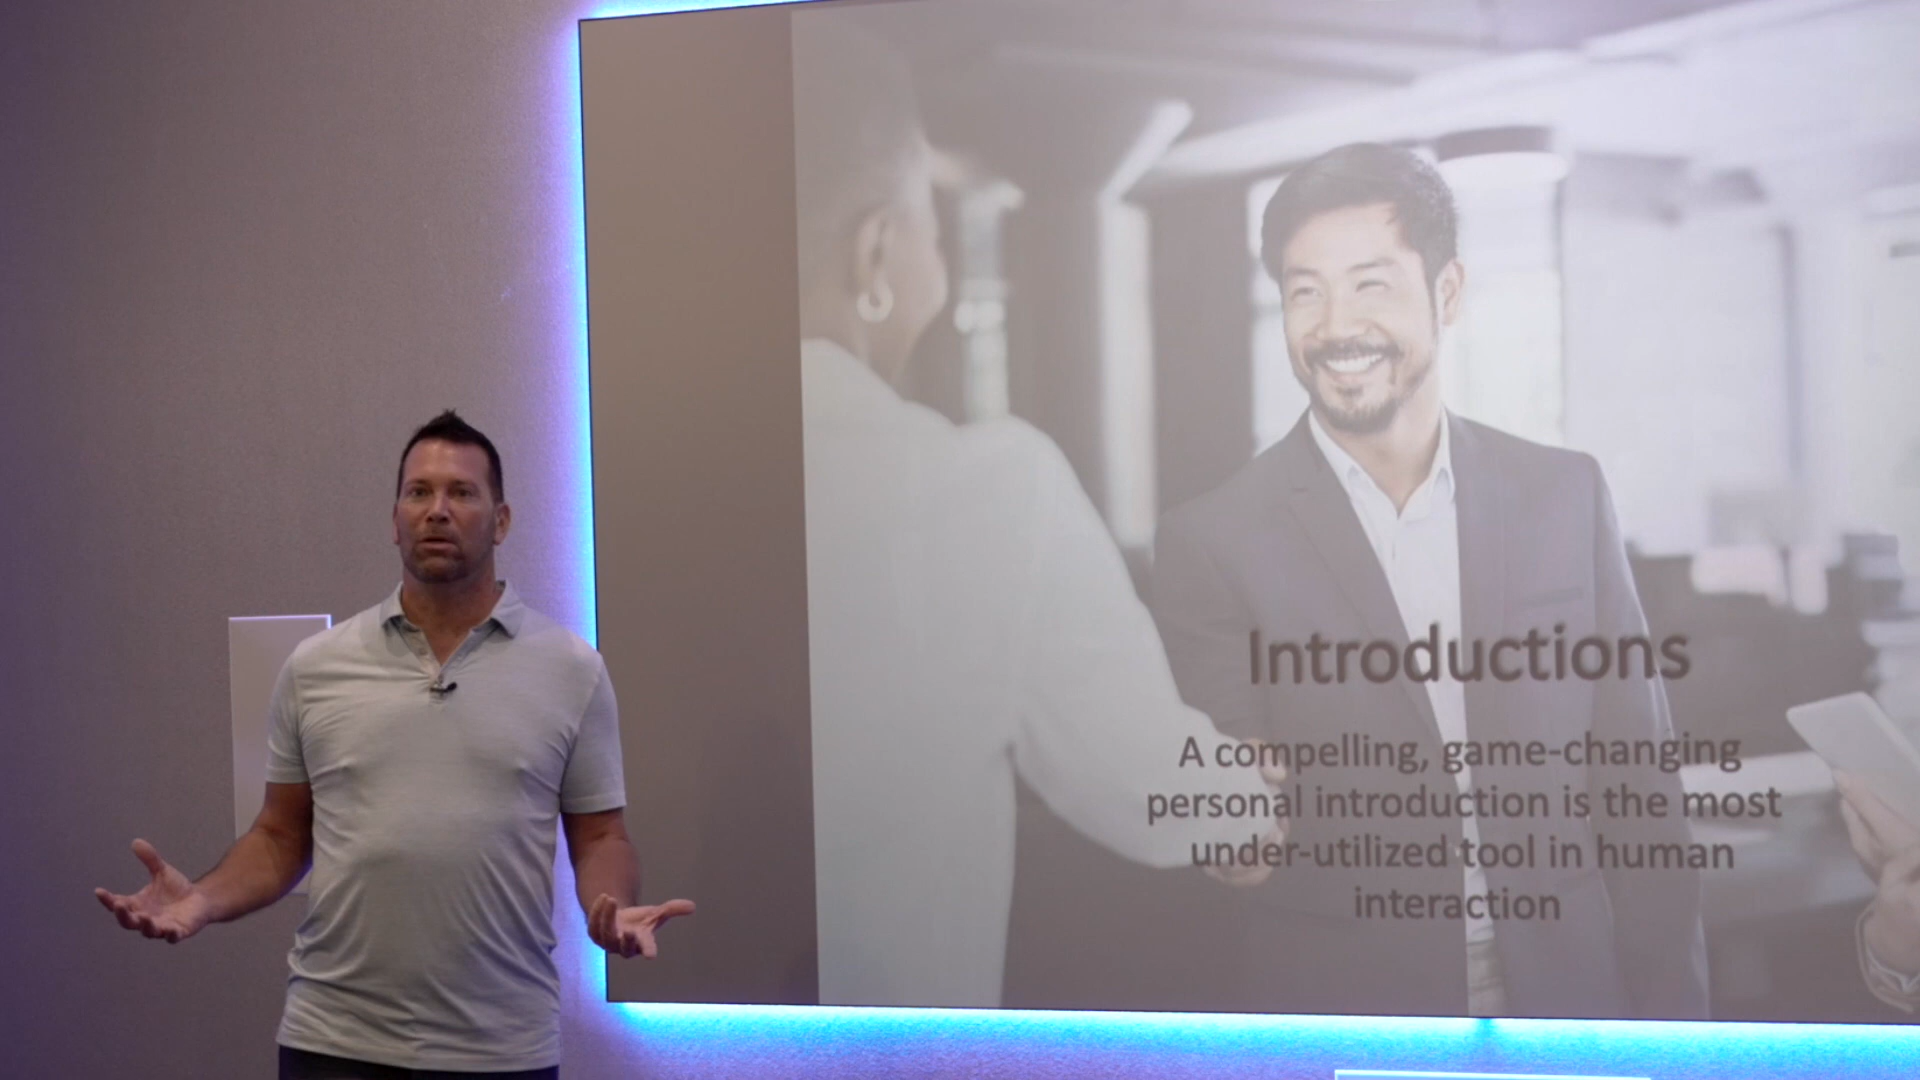 Introductions
A compelling, game-changing
personal introduction is the most
under-utilized tool in human
interaction